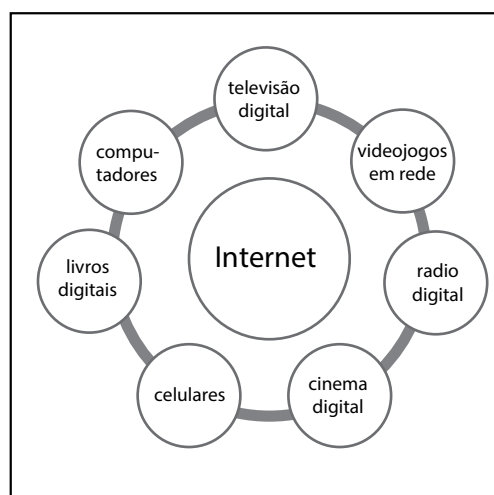 televisão
digital
compu-
tadores
videojogos
em rede
Internet
livros
digitais
radio
digital
celulares
cinema
digital